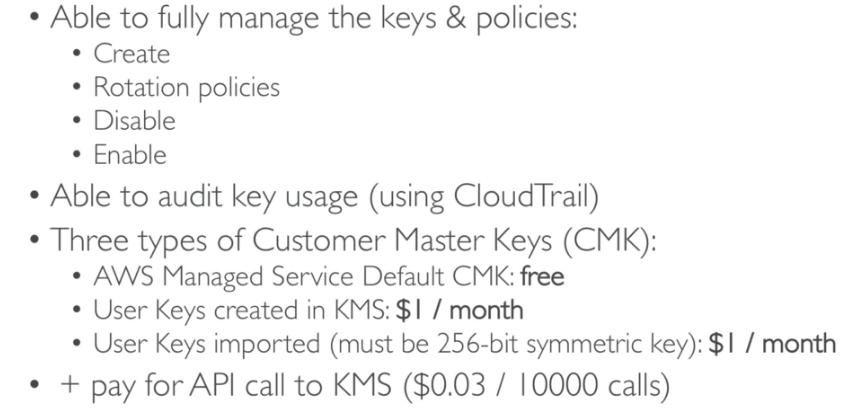 • Able to fully manage the keys & policies:
• Create
• Rotation policies
• Disable
• Enable
• Able to audit key usage (using CloudTrail)
• Three types of Customer Master Keys (CMK):
• AWS Managed Service Default CMK: free
• User Keys created in KMS: $1 / month
• User Keys imported (must be 256-bit symmetric key): $1 / month
• + pay for API call to KMS ($0.03 / 10000 calls)